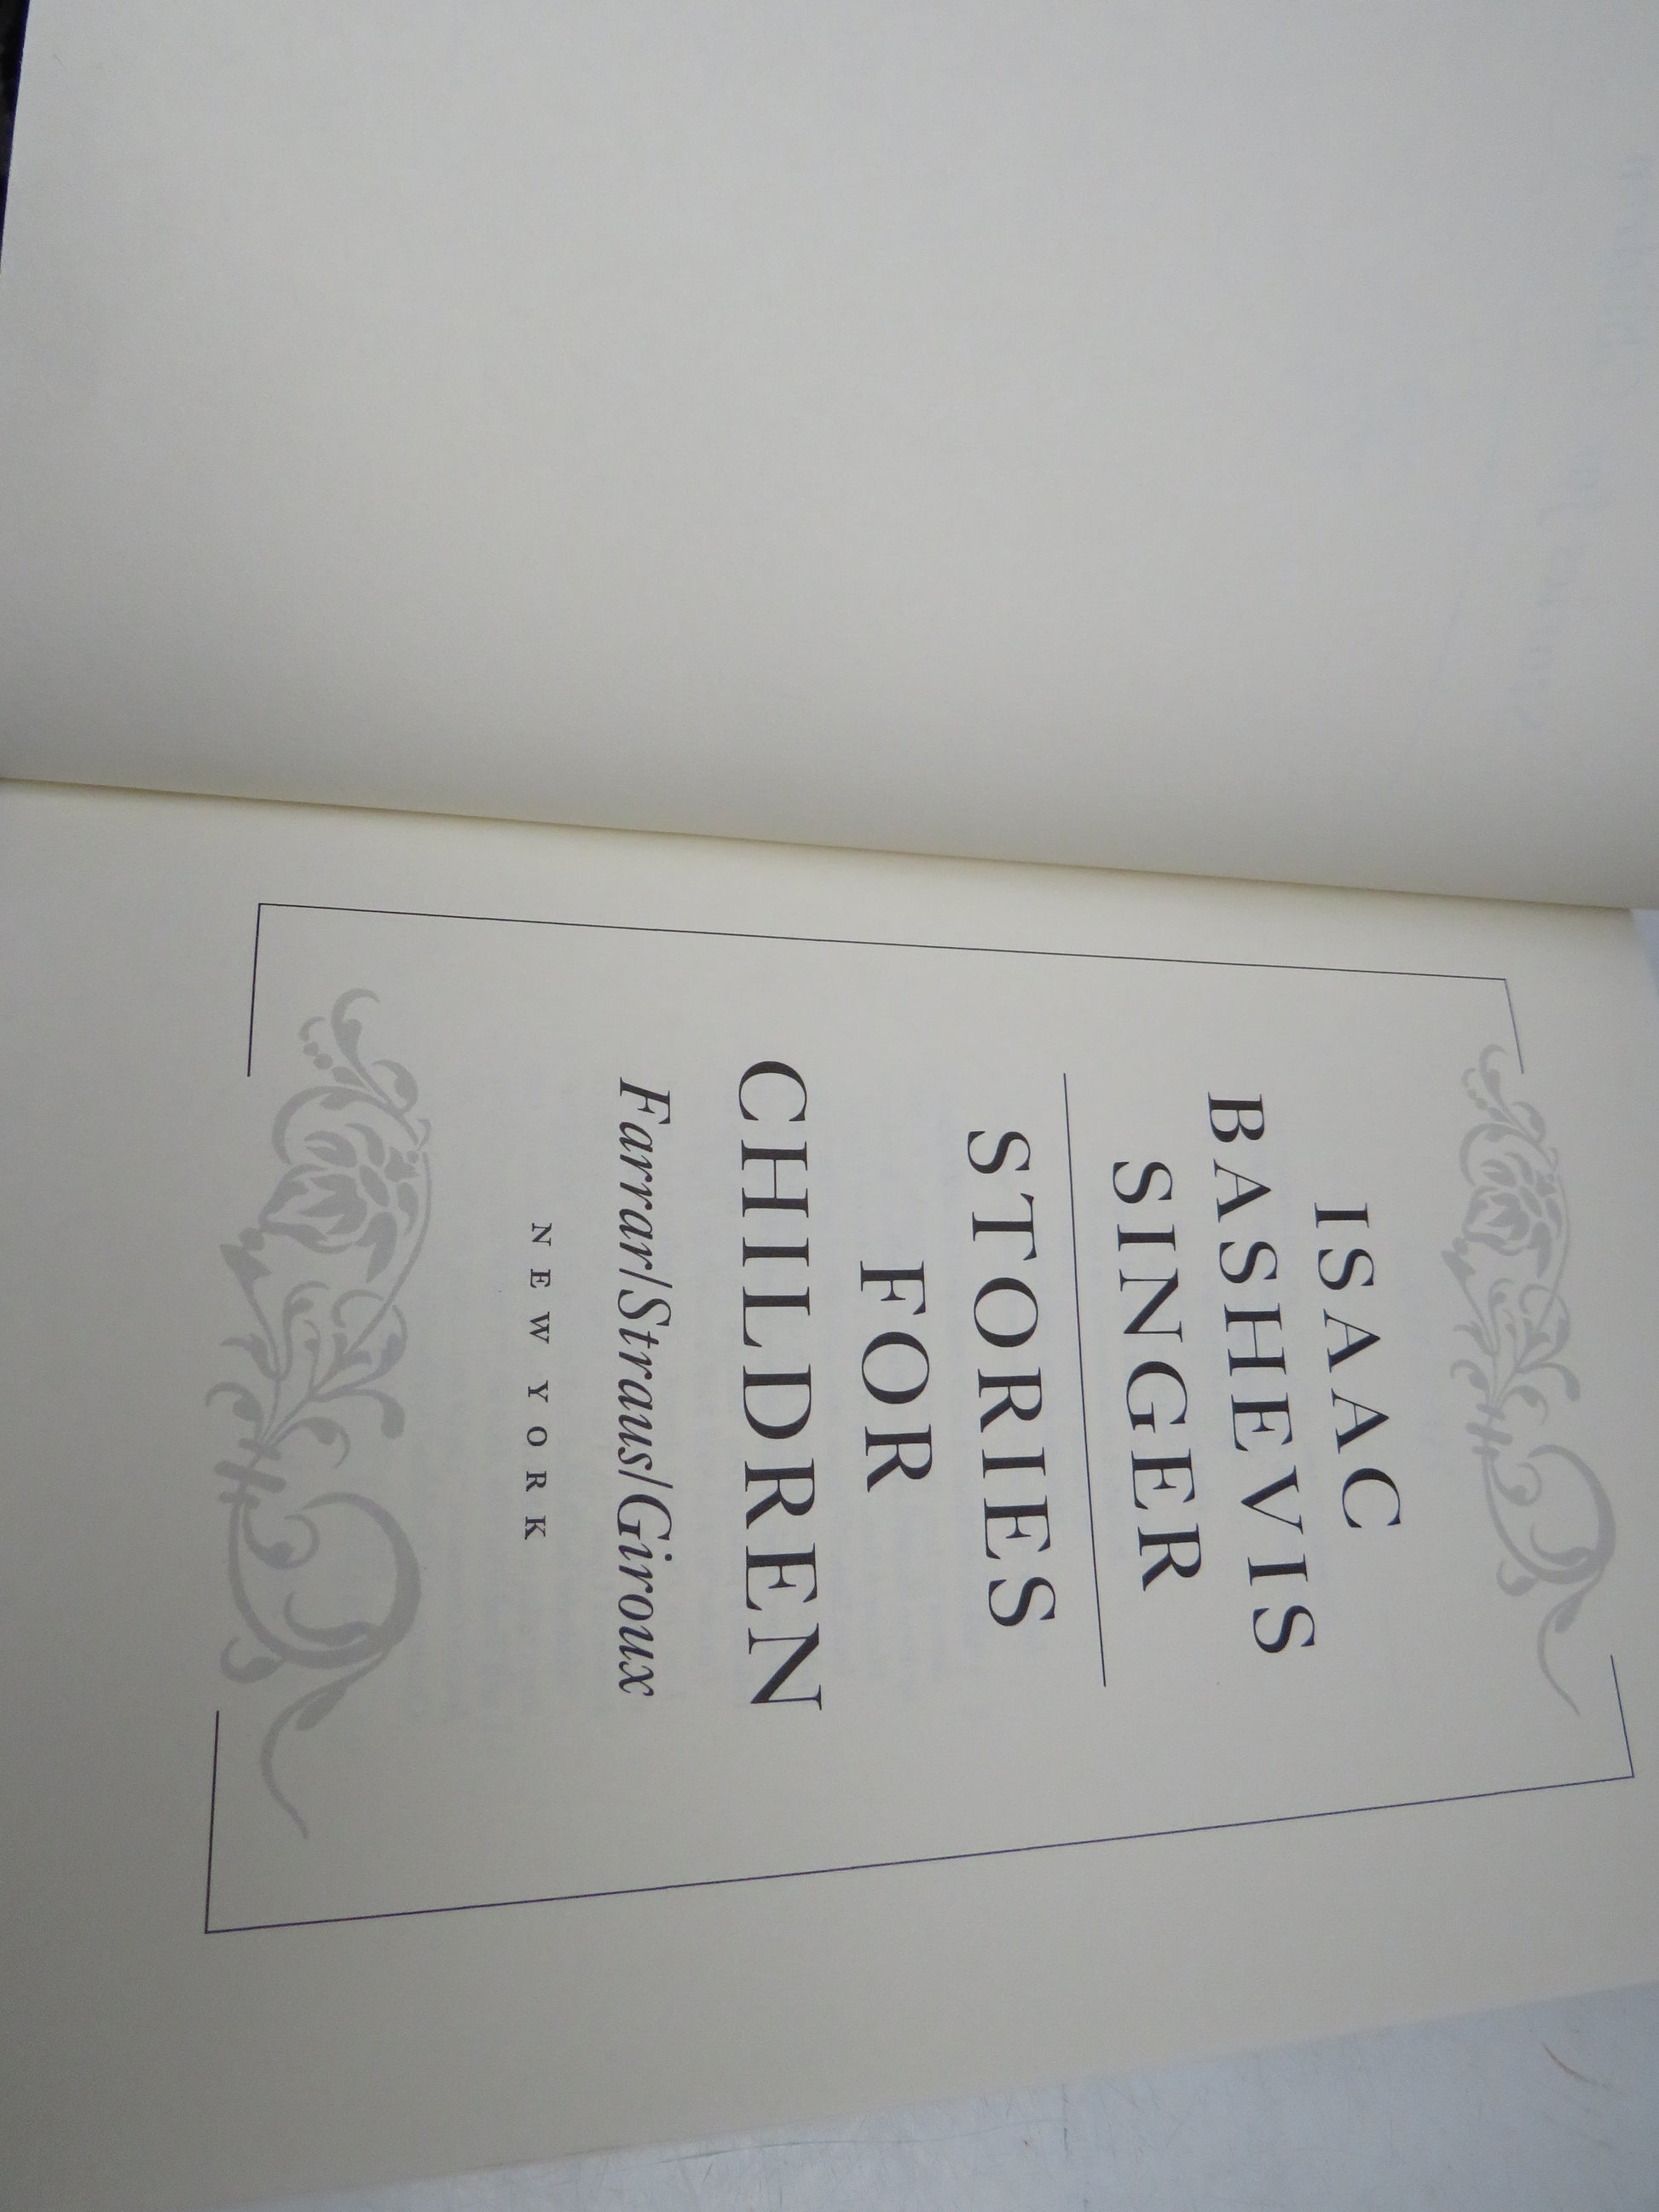 ISAAC
BASHEVIS
SINGER
STORIES
FOR
CHILDREN
Farrar/Straus/Giroux
NEW YORK